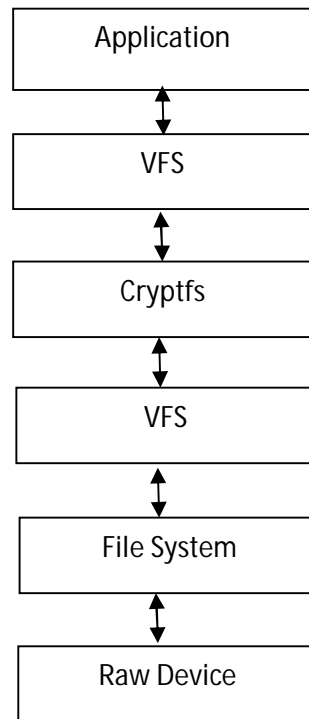 Application
VFS
Cryptfs
VFS
File System
Raw Device